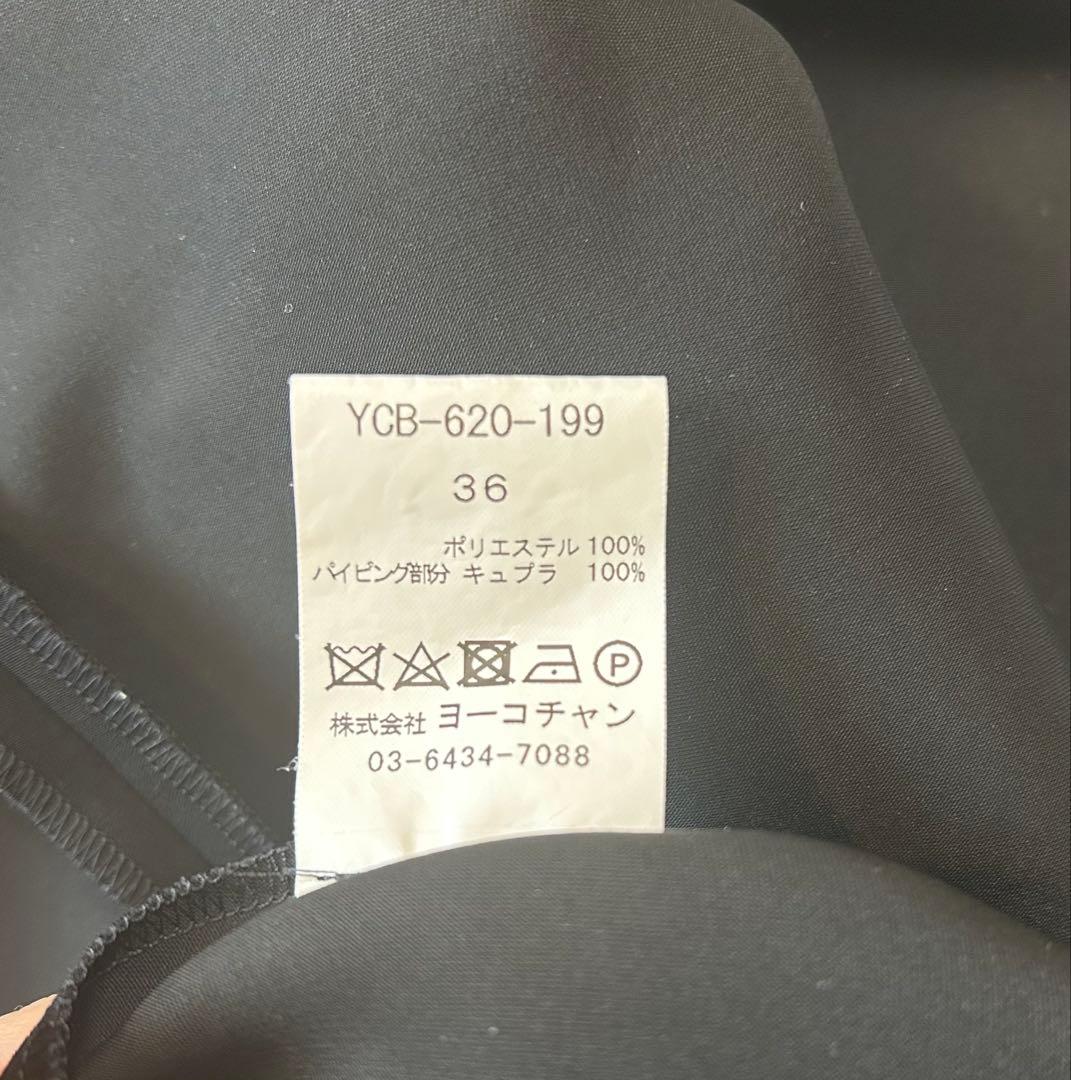 YCB-620-199
36
ポリエステル 100%
パイピング部分 キュプラ 100%
P
株式会社 ヨーコチャン
03-6434-7088